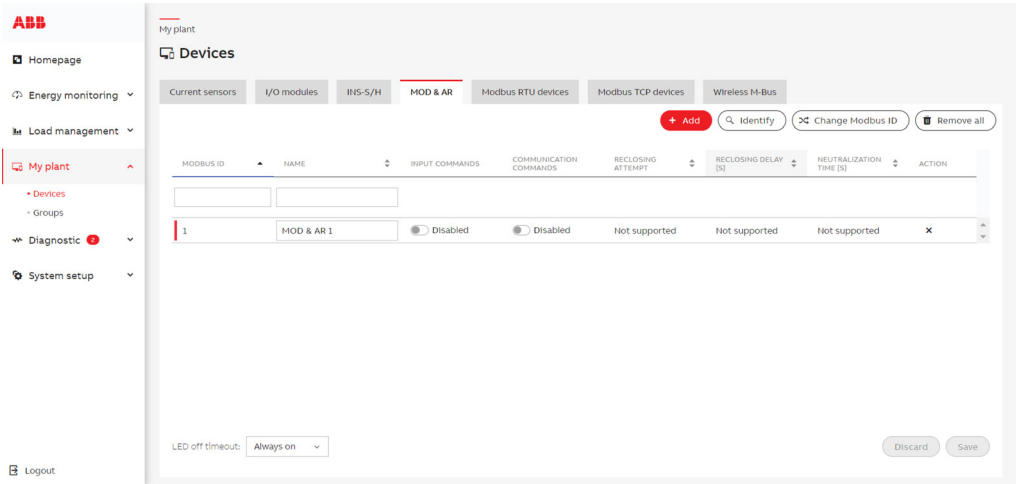 ABB
Homepage
Energy monitoring
Load management
My plant
• Devices
• Groups
Diagnostic 2
System setup
Logout
My plant
Devices
Current sensors I/O modules INS-S/H MOD & AR Modbus RTU devices Modbus TCP devices Wireless M-Bus
+ Add Identify Change Modbus ID Remove all
MODBUS ID NAME INPUT COMMANDS COMMUNICATION COMMANDS RECLOSING ATTEMPT RECLOSING DELAY [S] NEUTRALIZATION TIME [S] ACTION
1 MOD & AR 1 Disabled Disabled Not supported Not supported Not supported ×
LED off timeout: Always on Discard Save